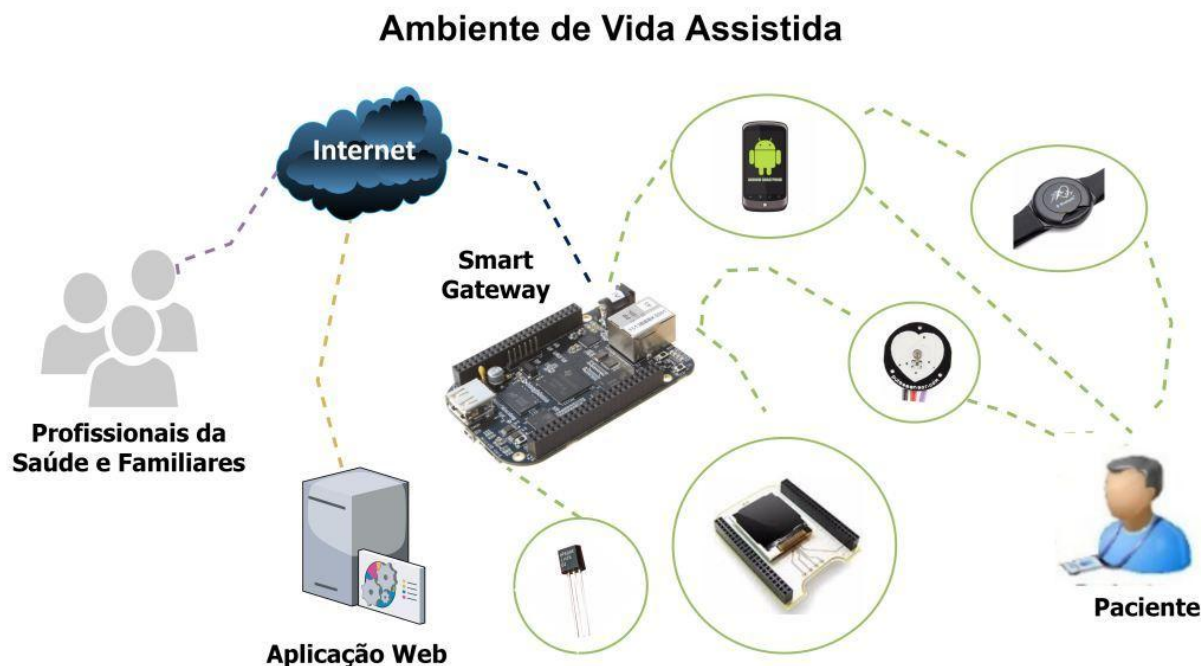 Ambiente de Vida Assistida
Internet
Smart
Gateway
Profissionais da
Saúde e Familiares
Aplicação Web
Paciente